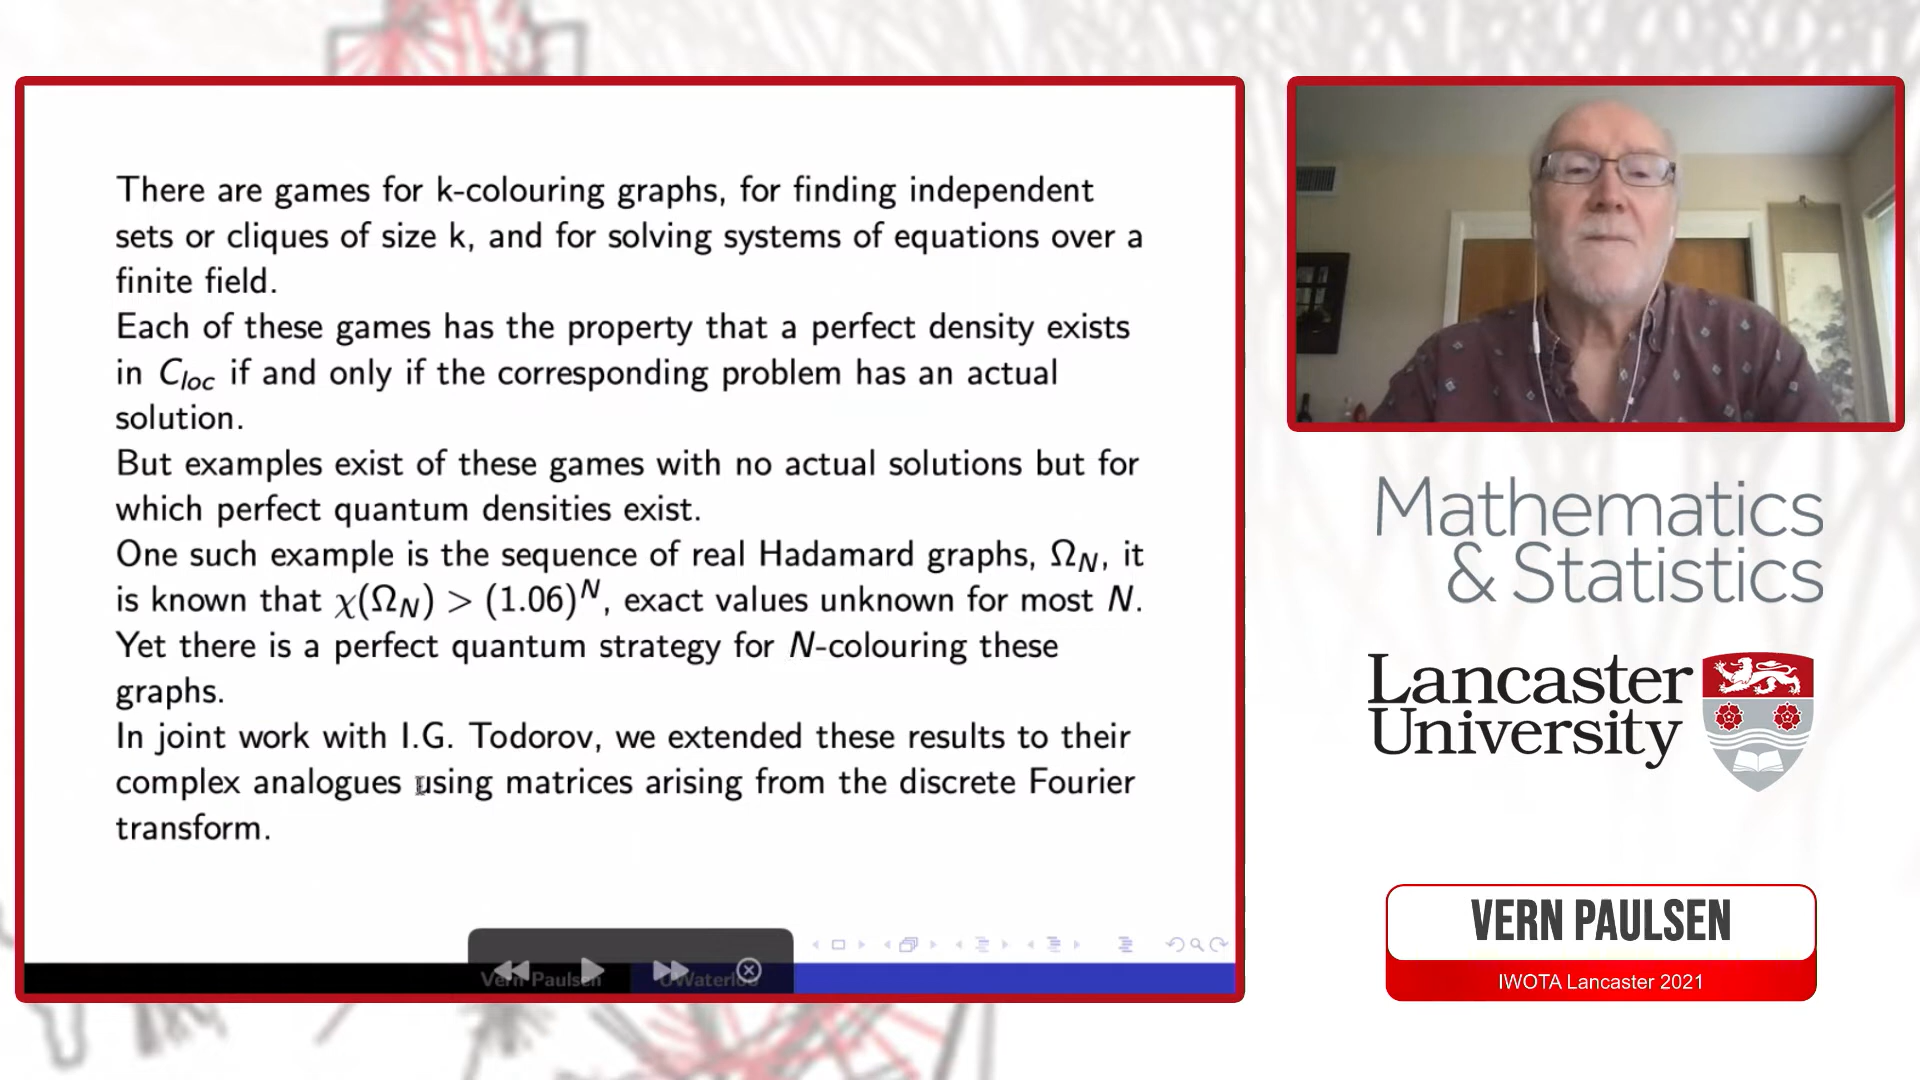 There are games for k-colouring graphs, for finding independent
sets or cliques of size k, and for solving systems of equations over a
finite field.
Each of these games has the property that a perfect density exists
in C_loc if and only if the corresponding problem has an actual
solution.
But examples exist of these games with no actual solutions but for
which perfect quantum densities exist.
One such example is the sequence of real Hadamard graphs, Ω_N, it
is known that χ(Ω_N) > (1.06)^N, exact values unknown for most N.
Yet there is a perfect quantum strategy for N-colouring these
graphs.
In joint work with I.G. Todorov, we extended these results to their
complex analogues using matrices arising from the discrete Fourier
transform.
Vern Paulsen UWaterloo
Mathematics
& Statistics
Lancaster
University
VERN PAULSEN
IWOTA Lancaster 2021